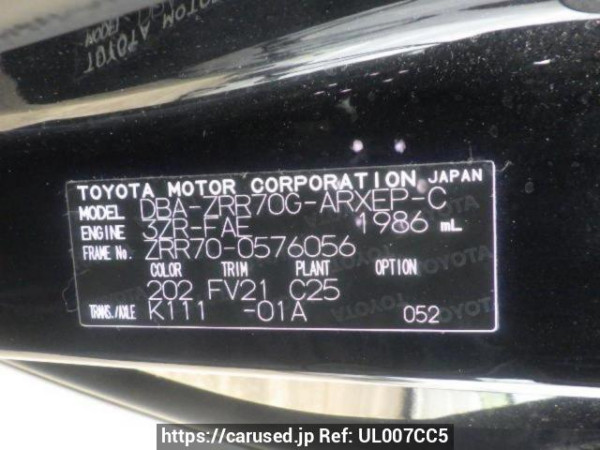 TOYOTA MOTOR CORPORATION JAPAN
MODEL DBA-ZRR70G-ARXEP-C
ENGINE 3ZR-FAE 1986 mL
FRAME No. ZRR70-0576056
COLOR TRIM PLANT OPTION
202 FV21 C25
TRANS./AXLE K111 -01A 052
https://carused.jp Ref: UL007CC5